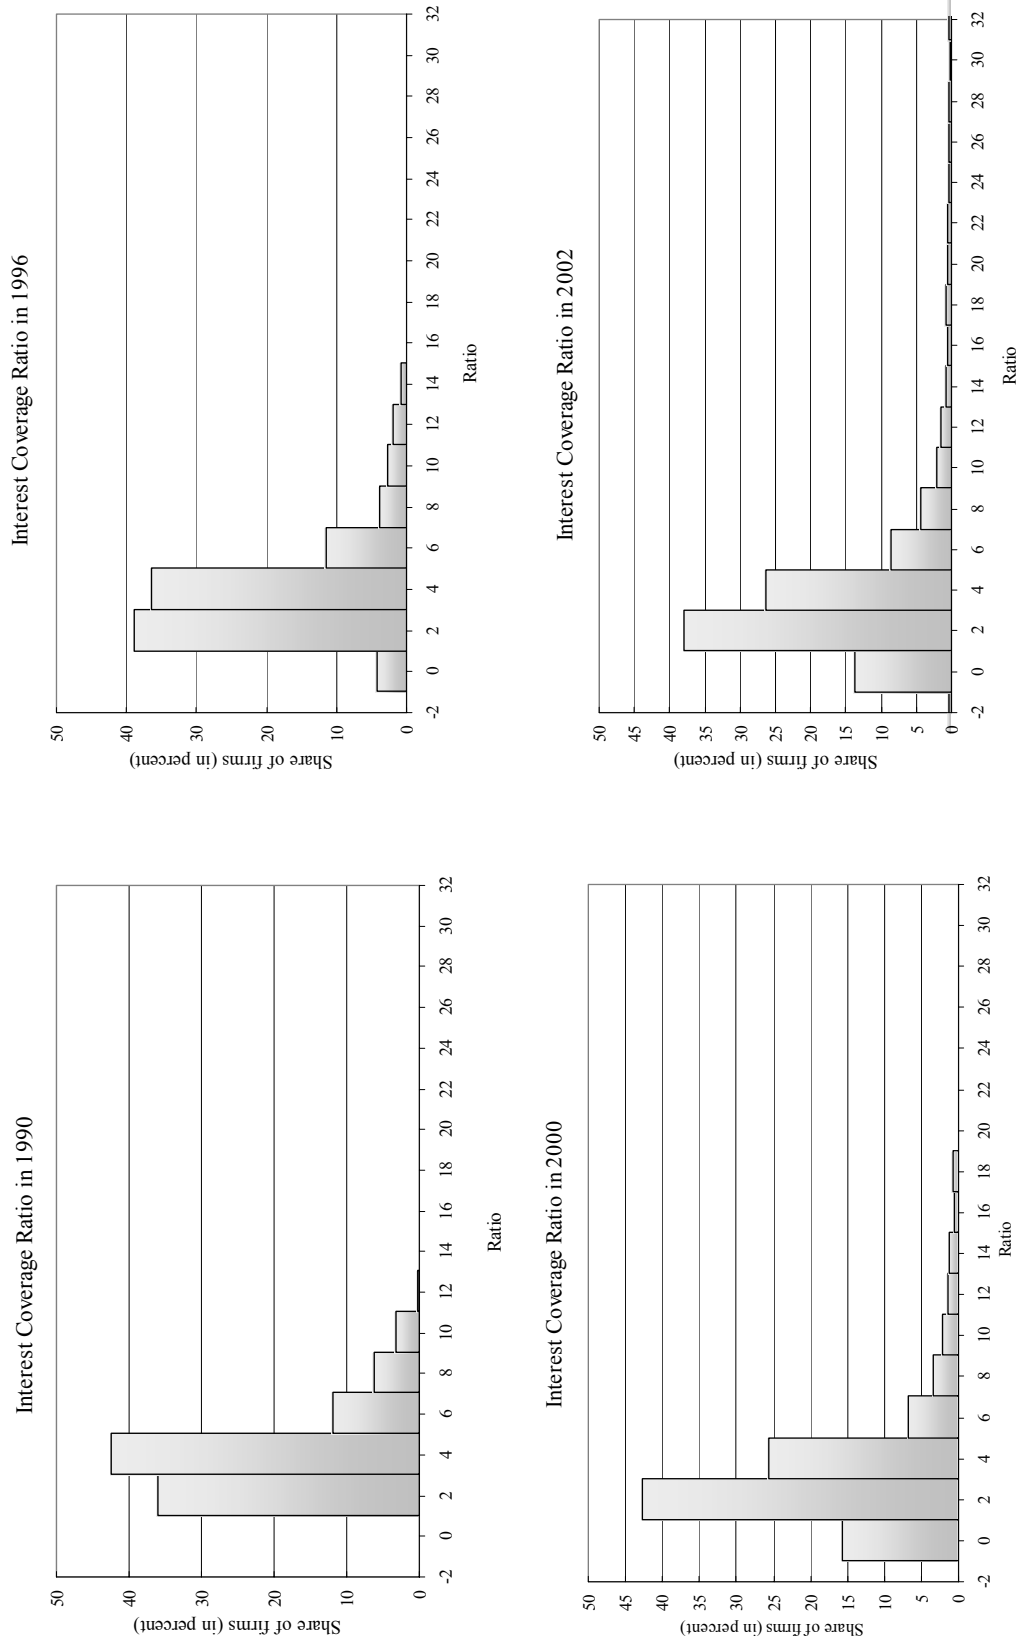 Interest Coverage Ratio in 1990
Share of firms (in percent)
50
40
30
20
10
0
-2 0 2 4 6 8 10 12 14 16 18 20 22 24 26 28 30 32
Ratio
Interest Coverage Ratio in 1996
Share of firms (in percent)
50
40
30
20
10
0
-2 0 2 4 6 8 10 12 14 16 18 20 22 24 26 28 30 32
Ratio
Interest Coverage Ratio in 2000
Share of firms (in percent)
50
45
40
35
30
25
20
15
10
5
0
-2 0 2 4 6 8 10 12 14 16 18 20 22 24 26 28 30 32
Ratio
Interest Coverage Ratio in 2002
Share of firms (in percent)
50
45
40
35
30
25
20
15
10
5
0
-2 0 2 4 6 8 10 12 14 16 18 20 22 24 26 28 30 32
Ratio